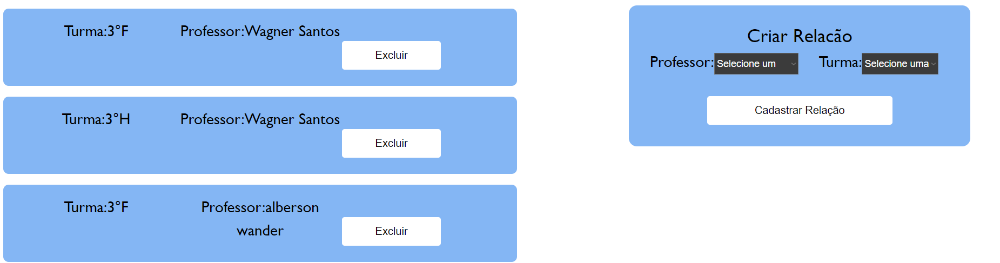 Turma:3°F Professor:Wagner Santos
Excluir
Turma:3°H Professor:Wagner Santos
Excluir
Turma:3°F Professor:alberson
wander
Excluir
Criar Relacão
Professor: Selecione um Turma: Selecione uma
Cadastrar Relação